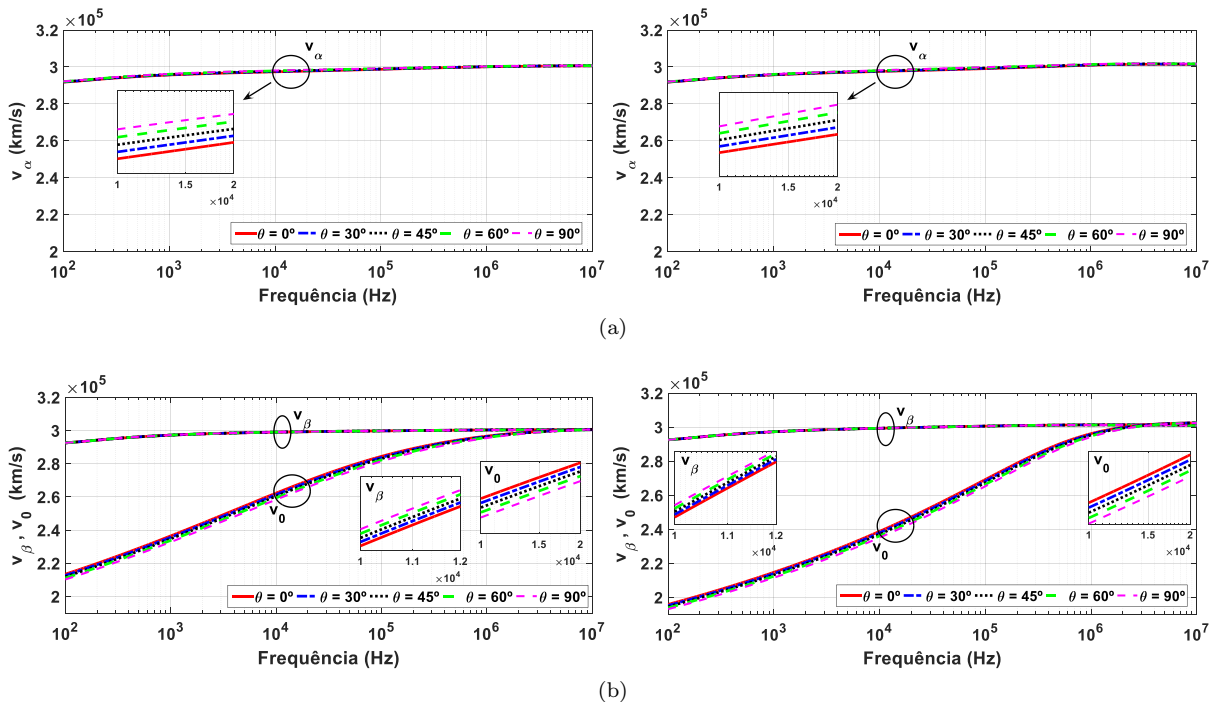 ×10⁵
3.2
3
2.8
2.6
2.4
2.2
2
v_α (km/s)
v_α
1 1.5 2
×10⁴
θ = 0º θ = 30º θ = 45º θ = 60º θ = 90º
10² 10³ 10⁴ 10⁵ 10⁶ 10⁷
Frequência (Hz)
×10⁵
3.2
3
2.8
2.6
2.4
2.2
2
v_α (km/s)
v_α
1 1.5 2
×10⁴
θ = 0º θ = 30º θ = 45º θ = 60º θ = 90º
10² 10³ 10⁴ 10⁵ 10⁶ 10⁷
Frequência (Hz)
(a)
×10⁵
3.2
3
2.8
2.6
2.4
2.2
2
v_β , v₀ (km/s)
v_β
v₀
v_β
1 1.1 1.2
×10⁴
v₀
1 1.5 2
×10⁴
θ = 0º θ = 30º θ = 45º θ = 60º θ = 90º
10² 10³ 10⁴ 10⁵ 10⁶ 10⁷
Frequência (Hz)
×10⁵
3.2
3
2.8
2.6
2.4
2.2
2
v_β , v₀ (km/s)
v_β
v₀
v_β
1 1.1 1.2
×10⁴
v₀
1 1.5 2
×10⁴
θ = 0º θ = 30º θ = 45º θ = 60º θ = 90º
10² 10³ 10⁴ 10⁵ 10⁶ 10⁷
Frequência (Hz)
(b)